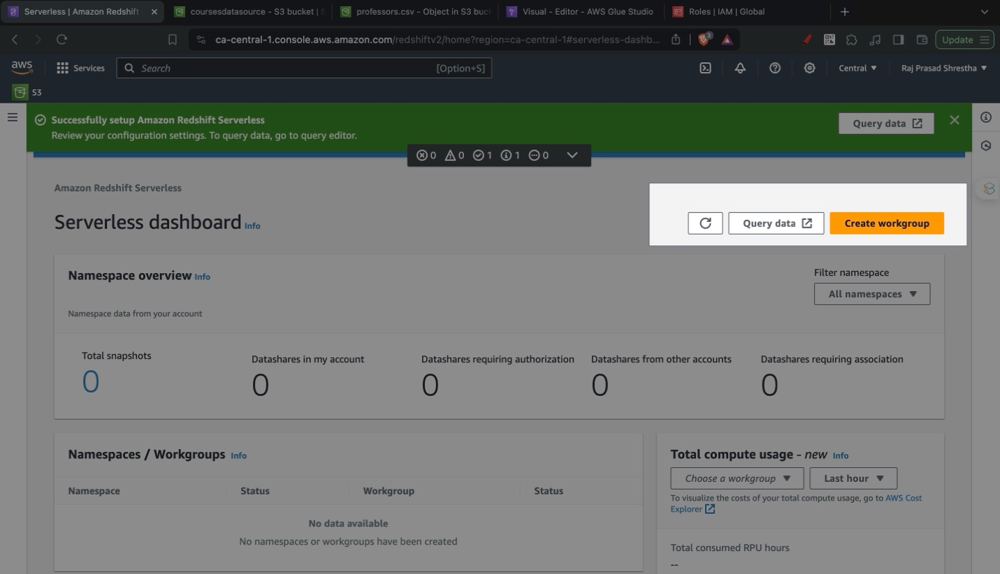 Serverless | Amazon Redshift
coursesdatasource - S3 bucket | S
professors.csv - Object in S3 buck
Visual - Editor - AWS Glue Studio
Roles | IAM | Global
ca-central-1.console.aws.amazon.com/redshiftv2/home?region=ca-central-1#serverless-dashb...
3
Update
aws
Services
Search
[Option+S]
Central
Raj Prasad Shrestha
S3
Successfully setup Amazon Redshift Serverless
Review your configuration settings. To query data, go to query editor.
Query data
0 0 1 1 0
Amazon Redshift Serverless
Serverless dashboard Info
Query data
Create workgroup
Namespace overview Info
Filter namespace
All namespaces
Namespace data from your account
Total snapshots
0
Datashares in my account
0
Datashares requiring authorization
0
Datashares from other accounts
0
Datashares requiring association
0
Namespaces / Workgroups Info
Namespace Status Workgroup Status
No data available
No namespaces or workgroups have been created
Total compute usage - new Info
Choose a workgroup
Last hour
To visualize the costs of your total compute usage, go to AWS Cost
Explorer
Total consumed RPU hours
--